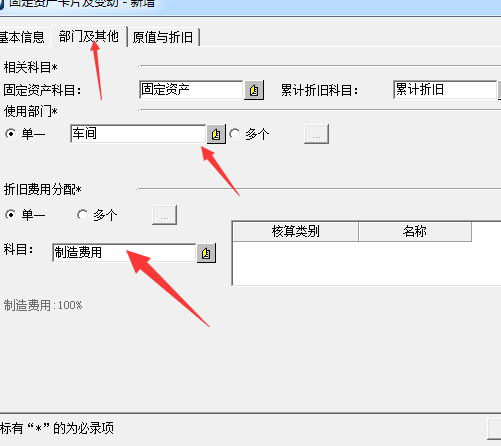 固定资产卡片及变动 - 新增
基本信息 部门及其他 原值与折旧
相关科目*
固定资产科目: 固定资产 累计折旧科目: 累计折旧
使用部门*
单一 车间 多个 ...
折旧费用分配*
单一 多个 ...
核算类别 名称
科目: 制造费用
制造费用:100%
标有“*”的为必录项